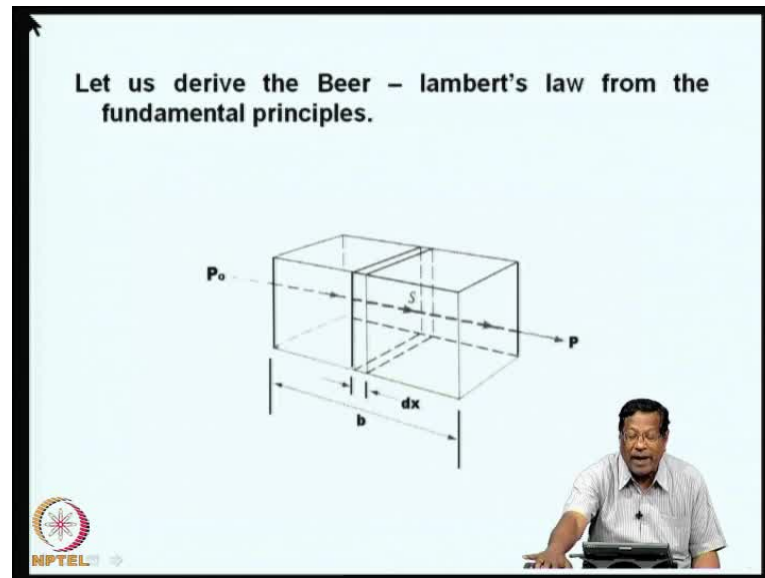 Let us derive the Beer – lambert's law from the
fundamental principles.
Po
S
P
dx
b
NPTEL